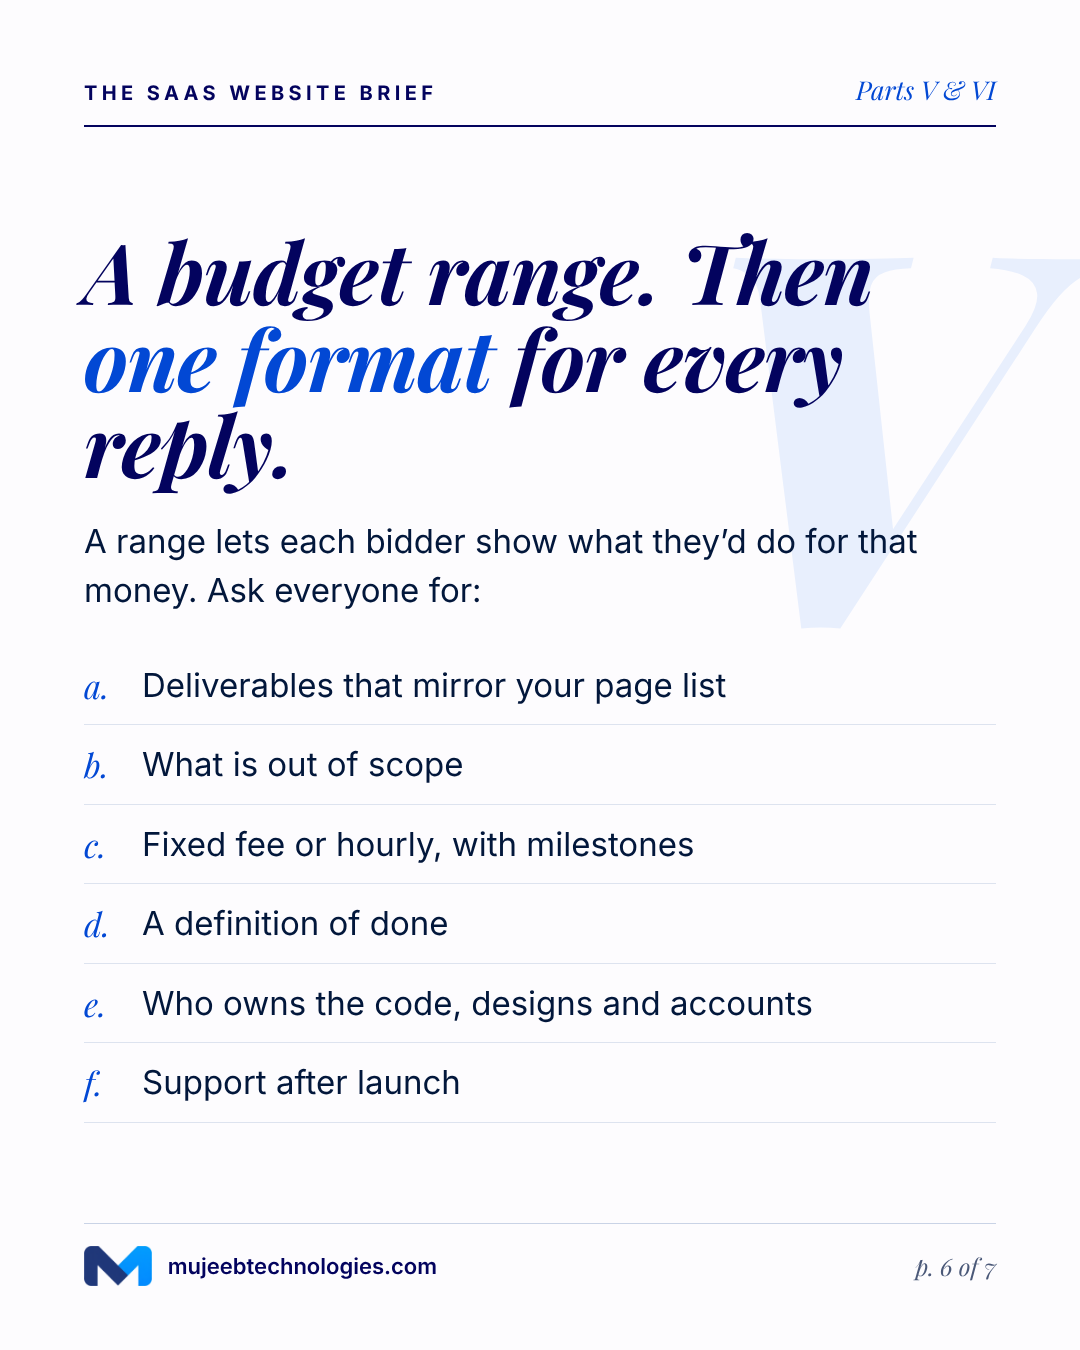 THE SAAS WEBSITE BRIEF
Parts V & VI
A budget range. Then
one format for every
reply.
V
A range lets each bidder show what they’d do for that
money. Ask everyone for:
a. Deliverables that mirror your page list
b. What is out of scope
c. Fixed fee or hourly, with milestones
d. A definition of done
e. Who owns the code, designs and accounts
f. Support after launch
mujeebtechnologies.com
p. 6 of 7